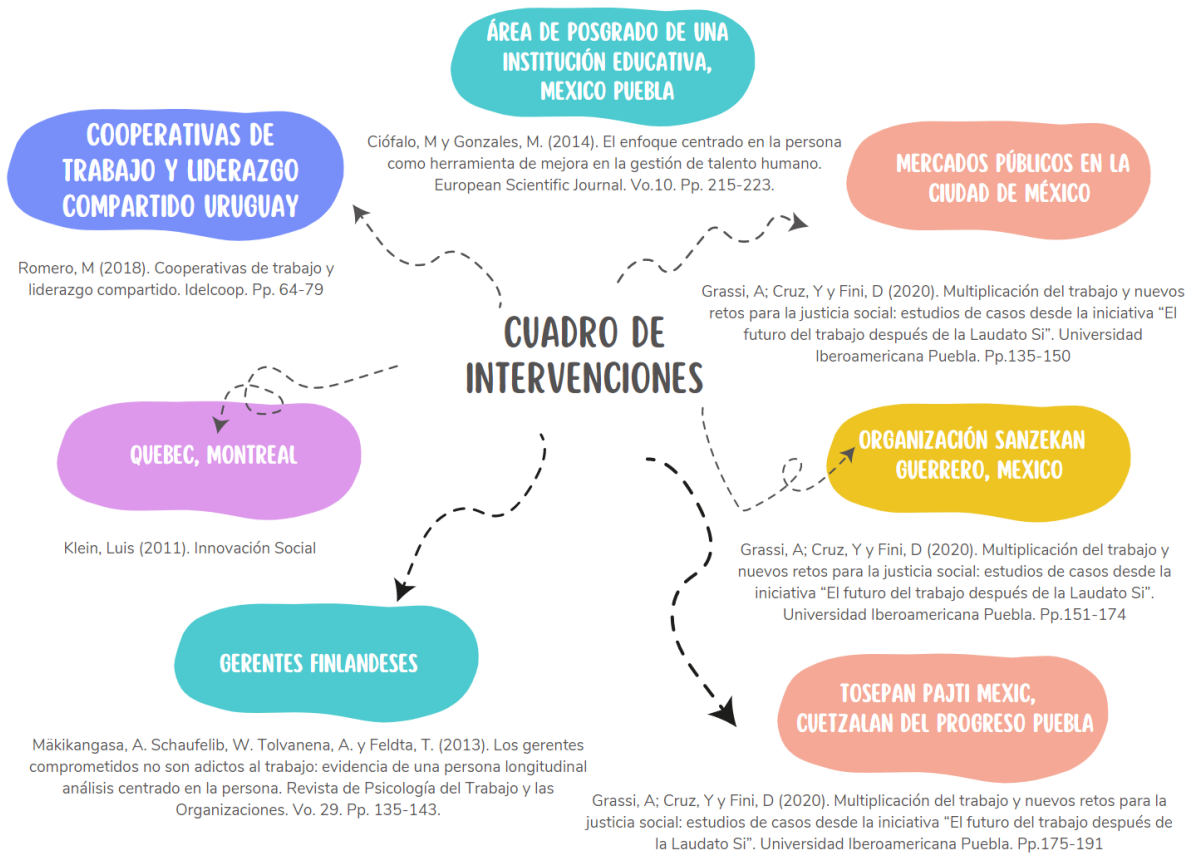 ÁREA DE POSGRADO DE UNA
INSTITUCIÓN EDUCATIVA,
MEXICO PUEBLA
Ciófalo, M y Gonzales, M. (2014). El enfoque centrado en la persona
como herramienta de mejora en la gestión de talento humano.
European Scientific Journal. Vo.10. Pp. 215-223.
COOPERATIVAS DE
TRABAJO Y LIDERAZGO
COMPARTIDO URUGUAY
Romero, M (2018). Cooperativas de trabajo y
liderazgo compartido. Idelcoop. Pp. 64-79
MERCADOS PÚBLICOS EN LA
CIUDAD DE MÉXICO
Grassi, A; Cruz, Y y Fini, D (2020). Multiplicación del trabajo y nuevos
retos para la justicia social: estudios de casos desde la iniciativa “El
futuro del trabajo después de la Laudato Si”. Universidad
Iberoamericana Puebla. Pp.135-150
CUADRO DE
INTERVENCIONES
QUEBEC, MONTREAL
Klein, Luis (2011). Innovación Social
ORGANIZACIÓN SANZEKAN
GUERRERO, MEXICO
Grassi, A; Cruz, Y y Fini, D (2020). Multiplicación del trabajo y
nuevos retos para la justicia social: estudios de casos desde la
iniciativa “El futuro del trabajo después de la Laudato Si”.
Universidad Iberoamericana Puebla. Pp.151-174
GERENTES FINLANDESES
Mäkikangasa, A. Schaufelib, W. Tolvanena, A. y Feldta, T. (2013). Los gerentes
comprometidos no son adictos al trabajo: evidencia de una persona longitudinal
análisis centrado en la persona. Revista de Psicología del Trabajo y las
Organizaciones. Vo. 29. Pp. 135-143.
TOSEPAN PAJTI MEXIC,
CUETZALAN DEL PROGRESO PUEBLA
Grassi, A; Cruz, Y y Fini, D (2020). Multiplicación del trabajo y nuevos retos para la
justicia social: estudios de casos desde la iniciativa “El futuro del trabajo después de
la Laudato Si”. Universidad Iberoamericana Puebla. Pp.175-191